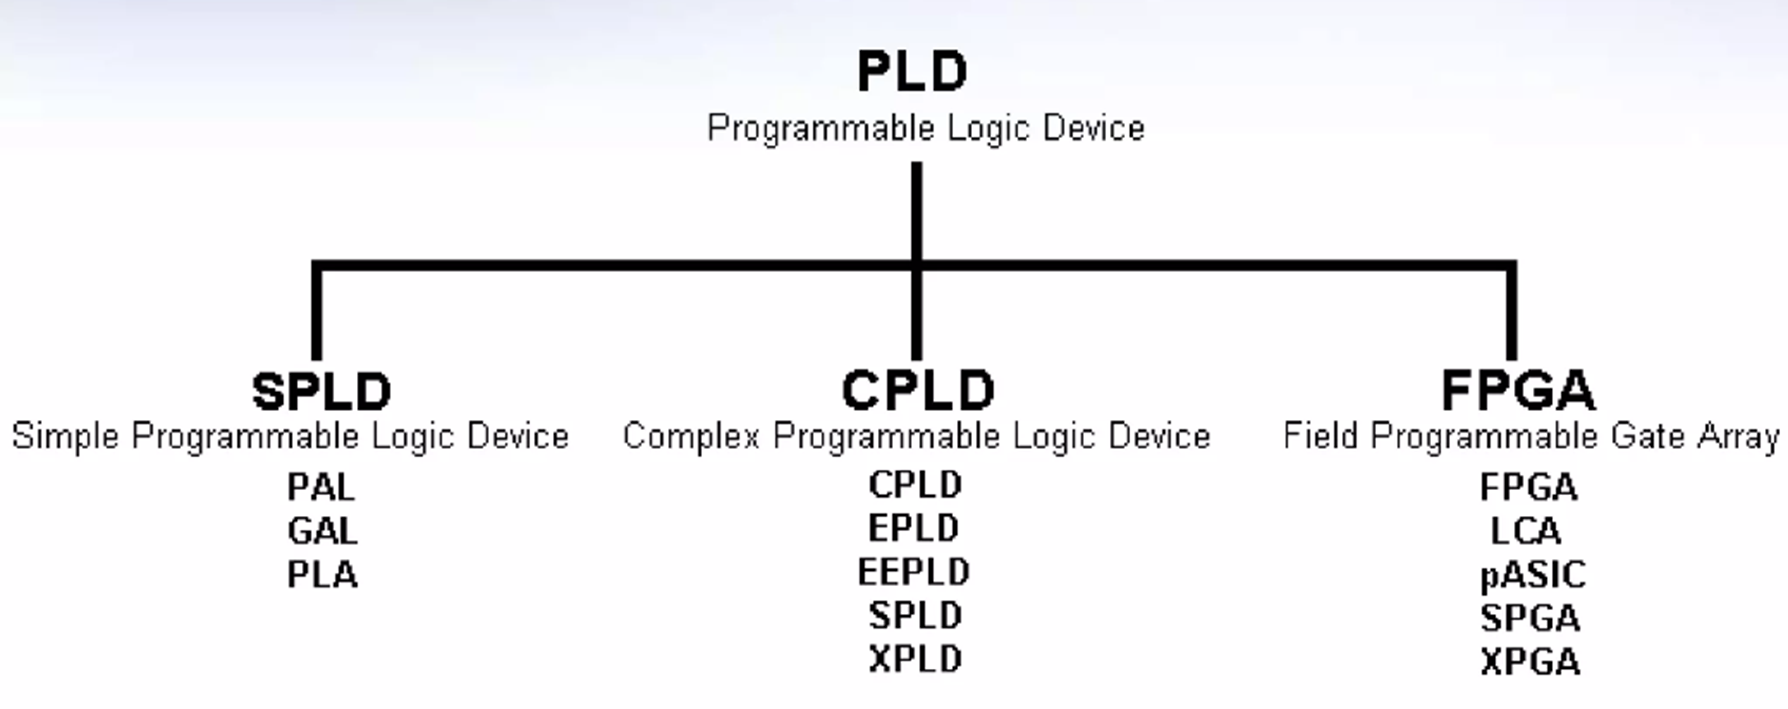 PLD
Programmable Logic Device
SPLD
Simple Programmable Logic Device
PAL
GAL
PLA
CPLD
Complex Programmable Logic Device
CPLD
EPLD
EEPLD
SPLD
XPLD
FPGA
Field Programmable Gate Array
FPGA
LCA
pASIC
SPGA
XPGA